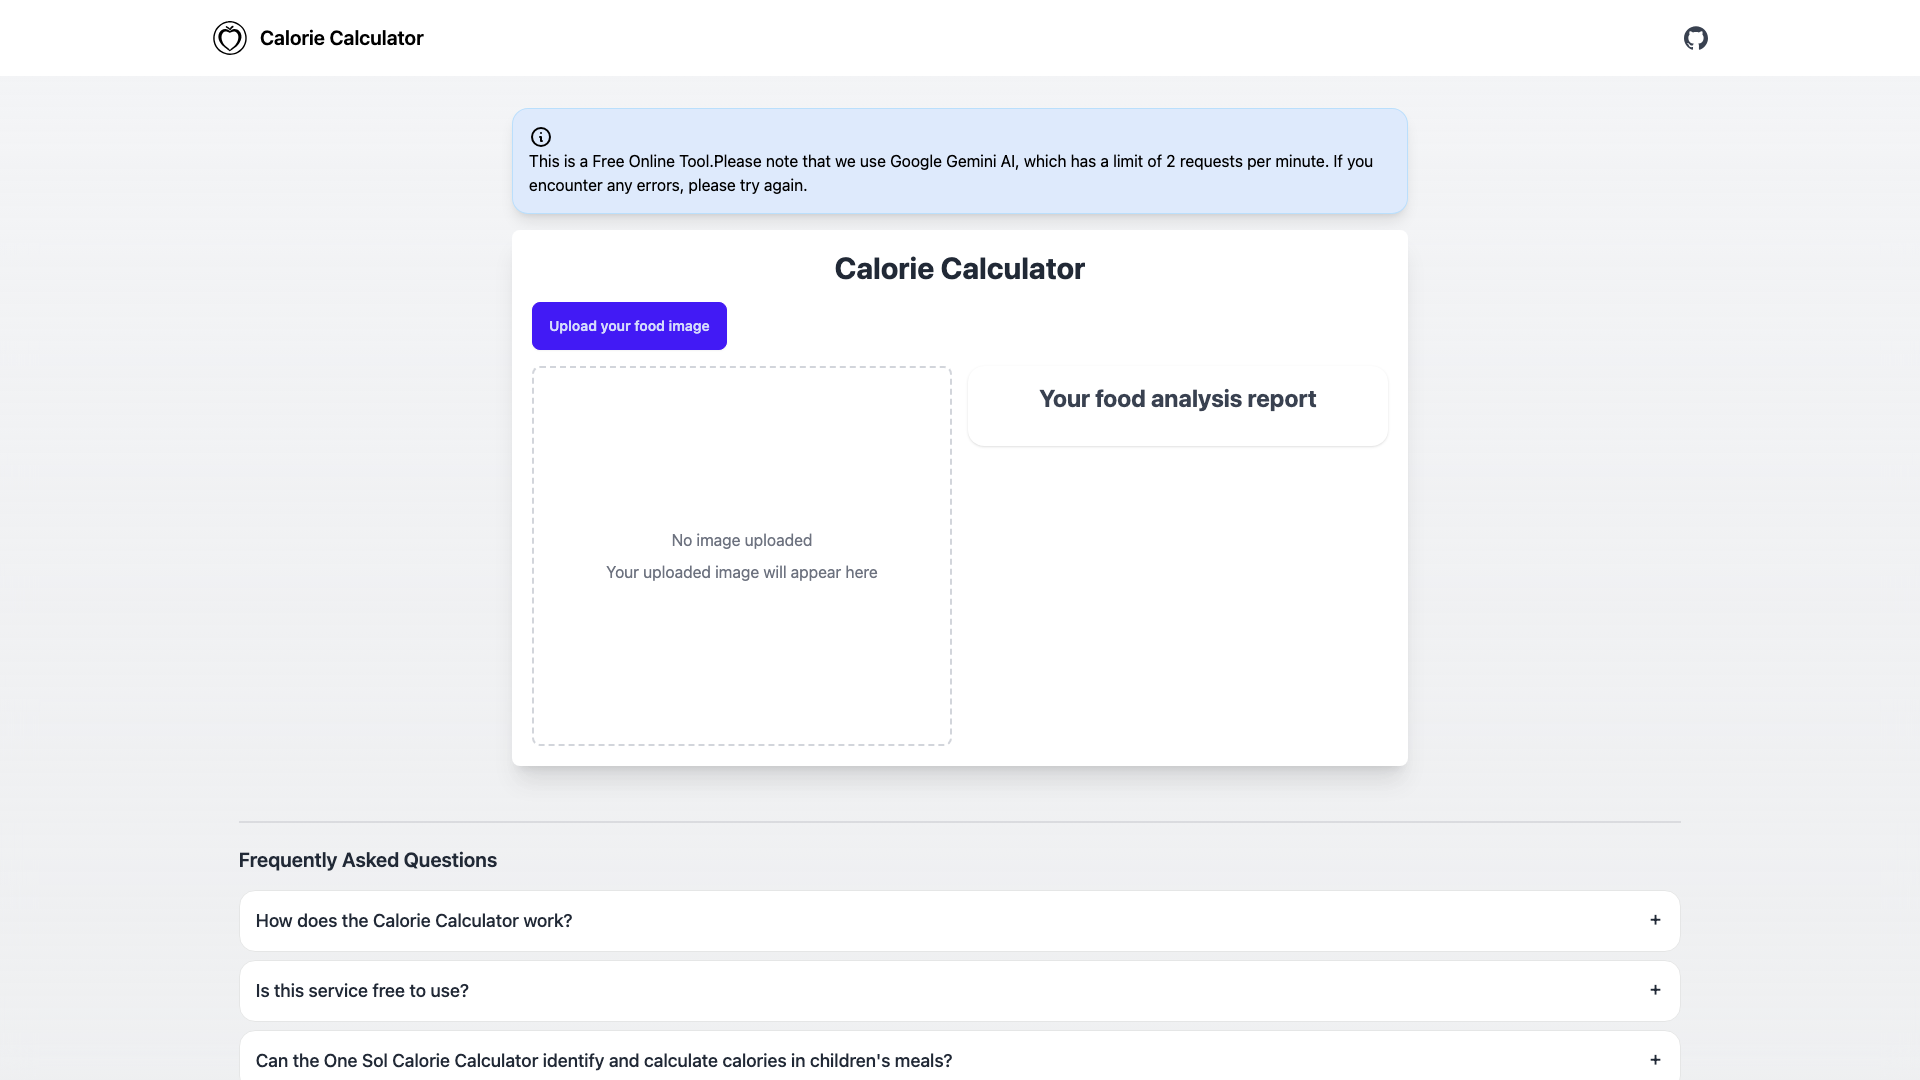 Calorie Calculator
This is a Free Online Tool.Please note that we use Google Gemini AI, which has a limit of 2 requests per minute. If you
encounter any errors, please try again.
Calorie Calculator
Upload your food image
Your food analysis report
No image uploaded
Your uploaded image will appear here
Frequently Asked Questions
How does the Calorie Calculator work?
+
Is this service free to use?
+
Can the One Sol Calorie Calculator identify and calculate calories in children's meals?
+